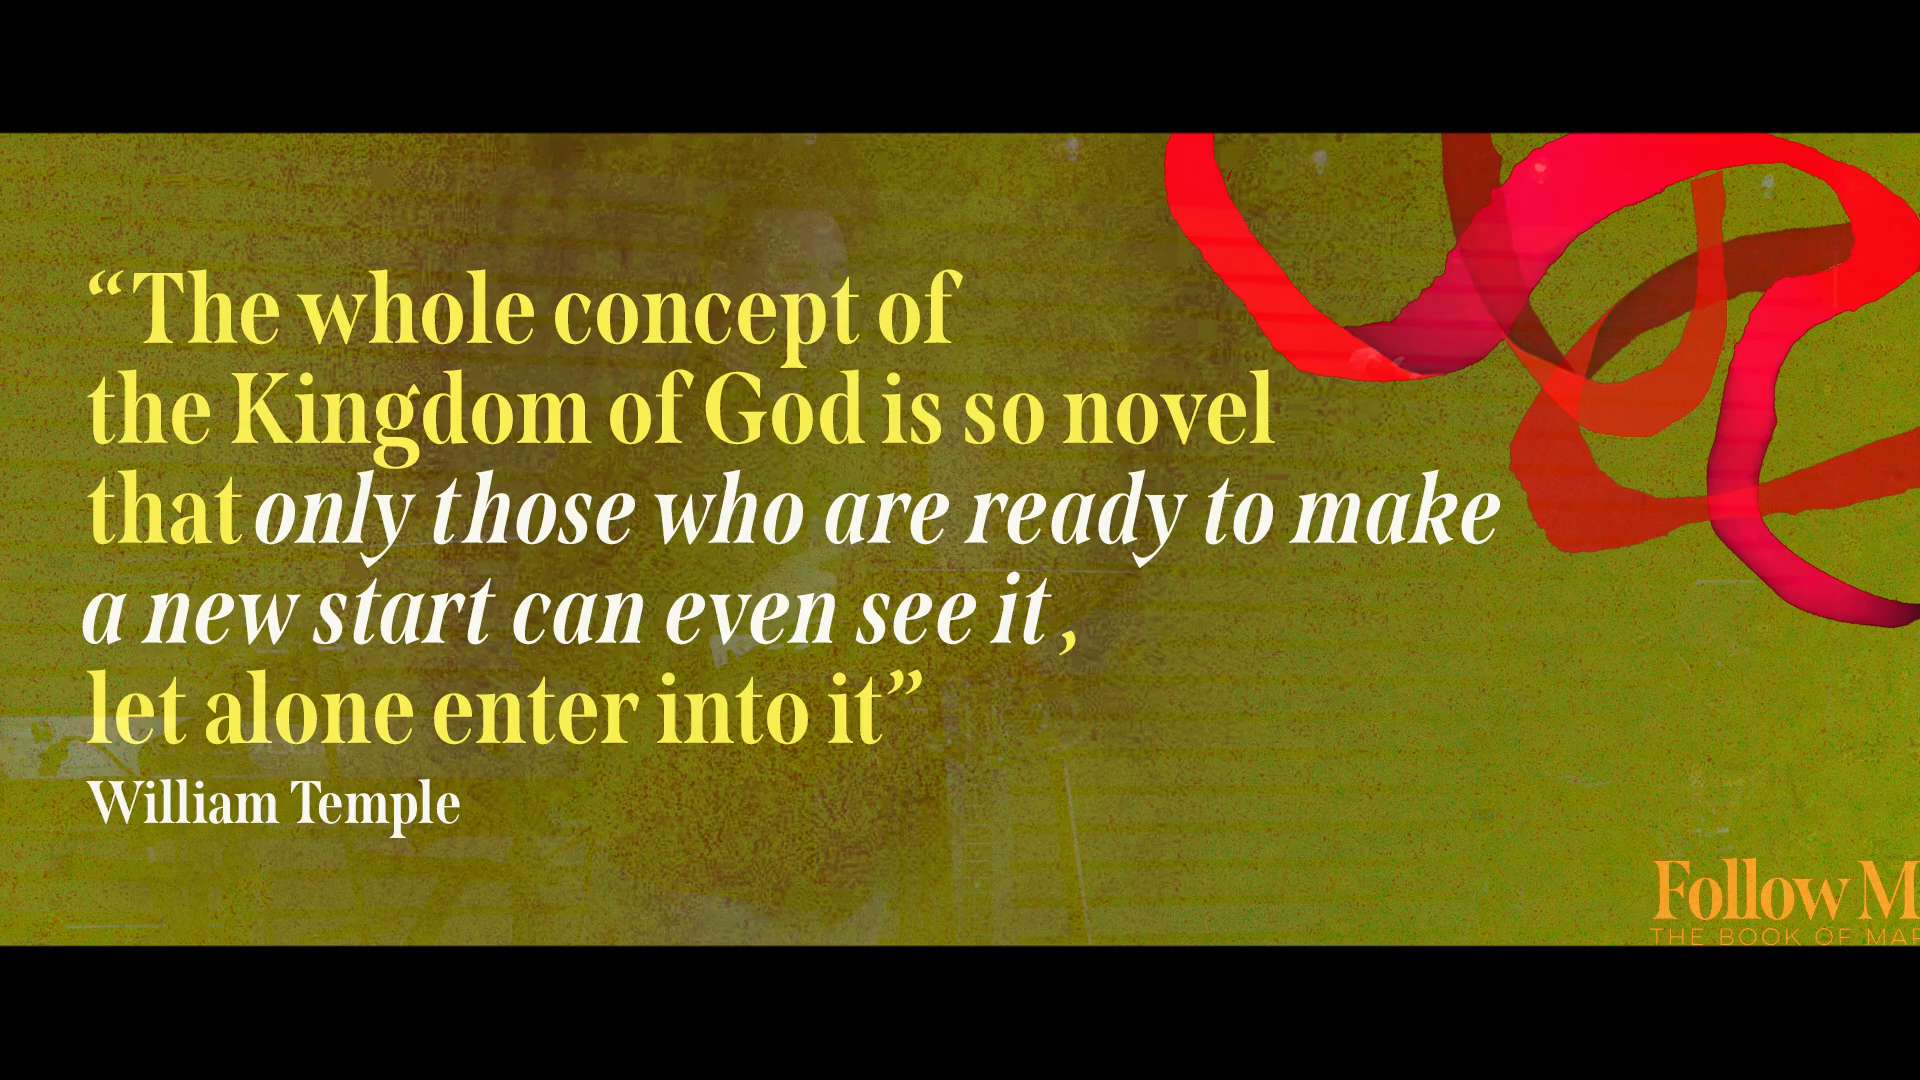 “The whole concept of
the Kingdom of God is so novel
that only those who are ready to make
a new start can even see it,
let alone enter into it”
William Temple
Follow M
THE BOOK OF MAR